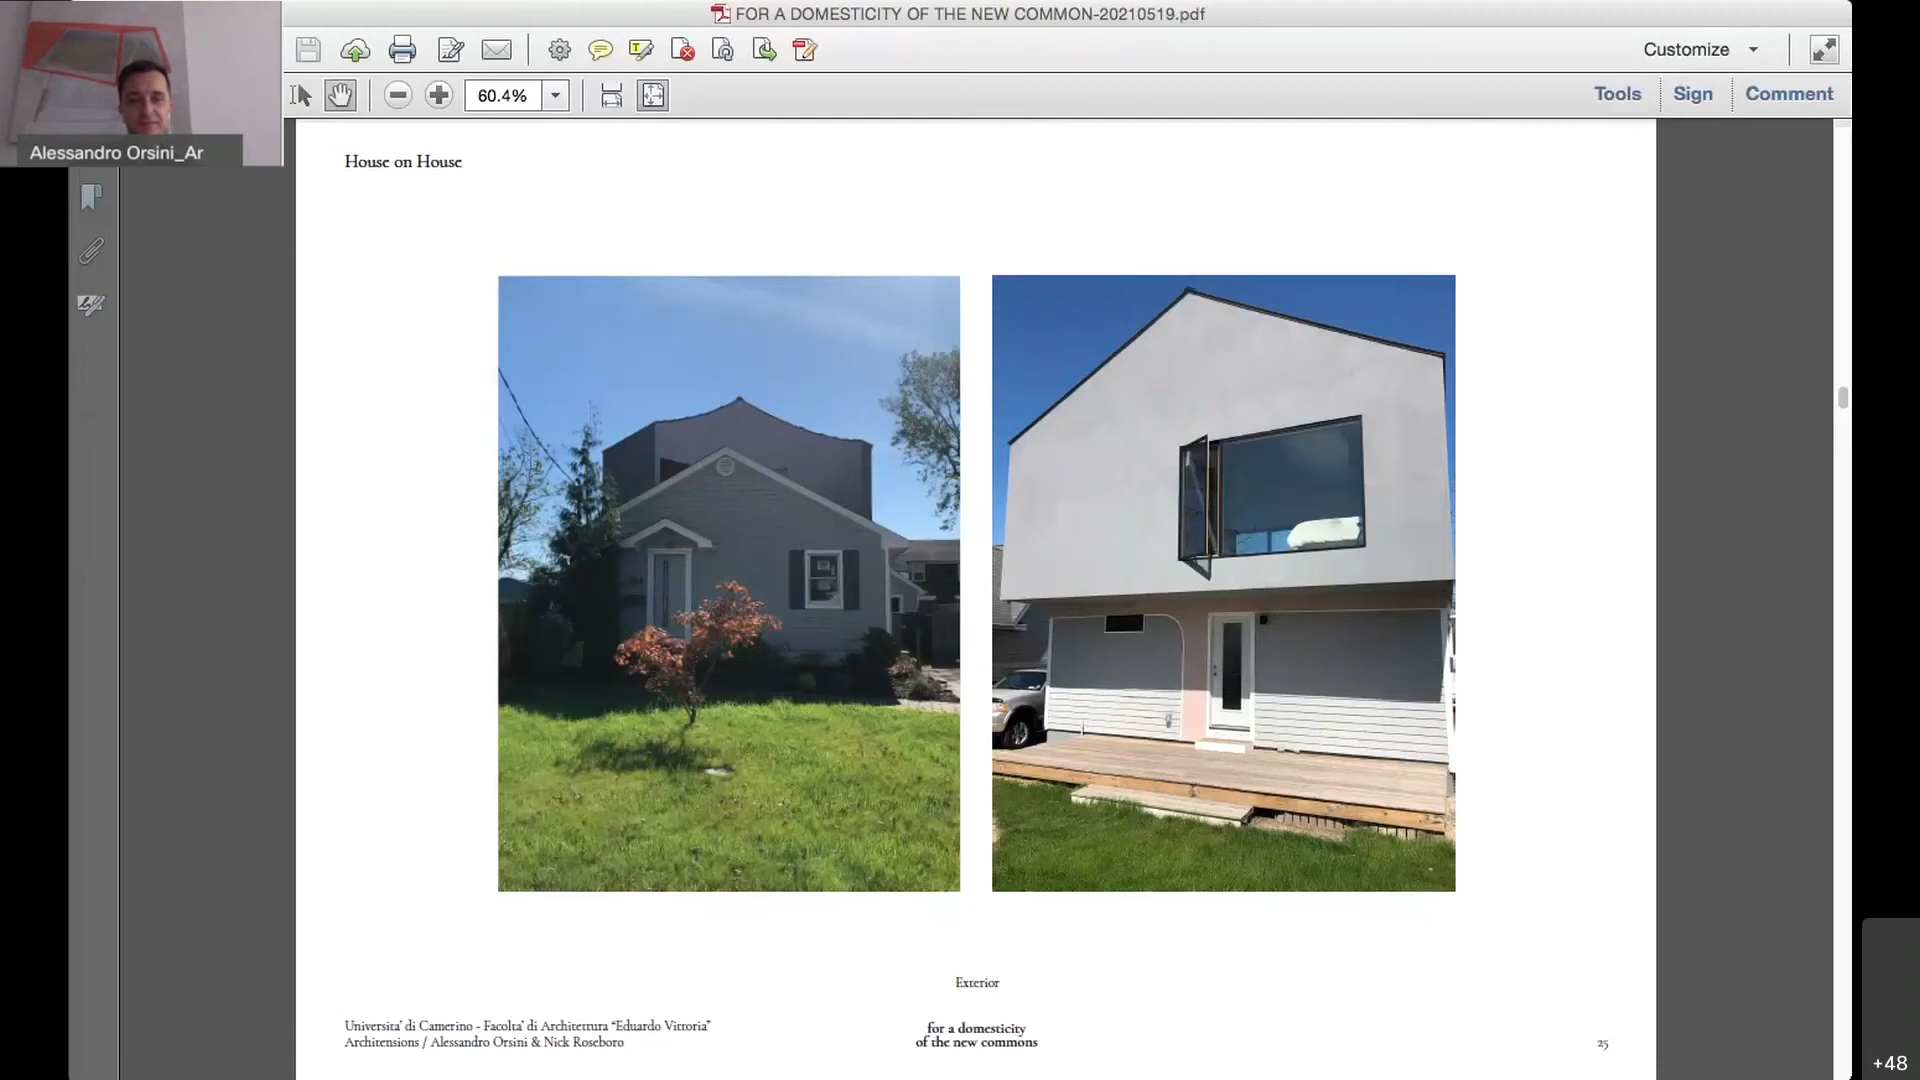 FOR A DOMESTICITY OF THE NEW COMMON-20210519.pdf
Customize
60.4%
Tools
Sign
Comment
Alessandro Orsini_Ar
House on House
Exterior
Universita' di Camerino - Facolta' di Architettura “Eduardo Vittoria”
Architensions / Alessandro Orsini & Nick Roseboro
for a domesticity
of the new commons
25
+48